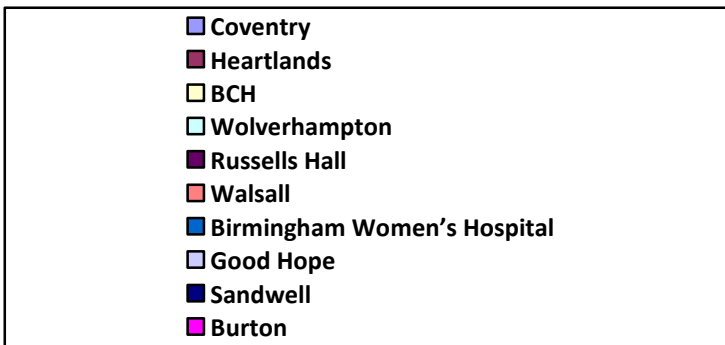 Coventry
Heartlands
BCH
Wolverhampton
Russells Hall
Walsall
Birmingham Women’s Hospital
Good Hope
Sandwell
Burton